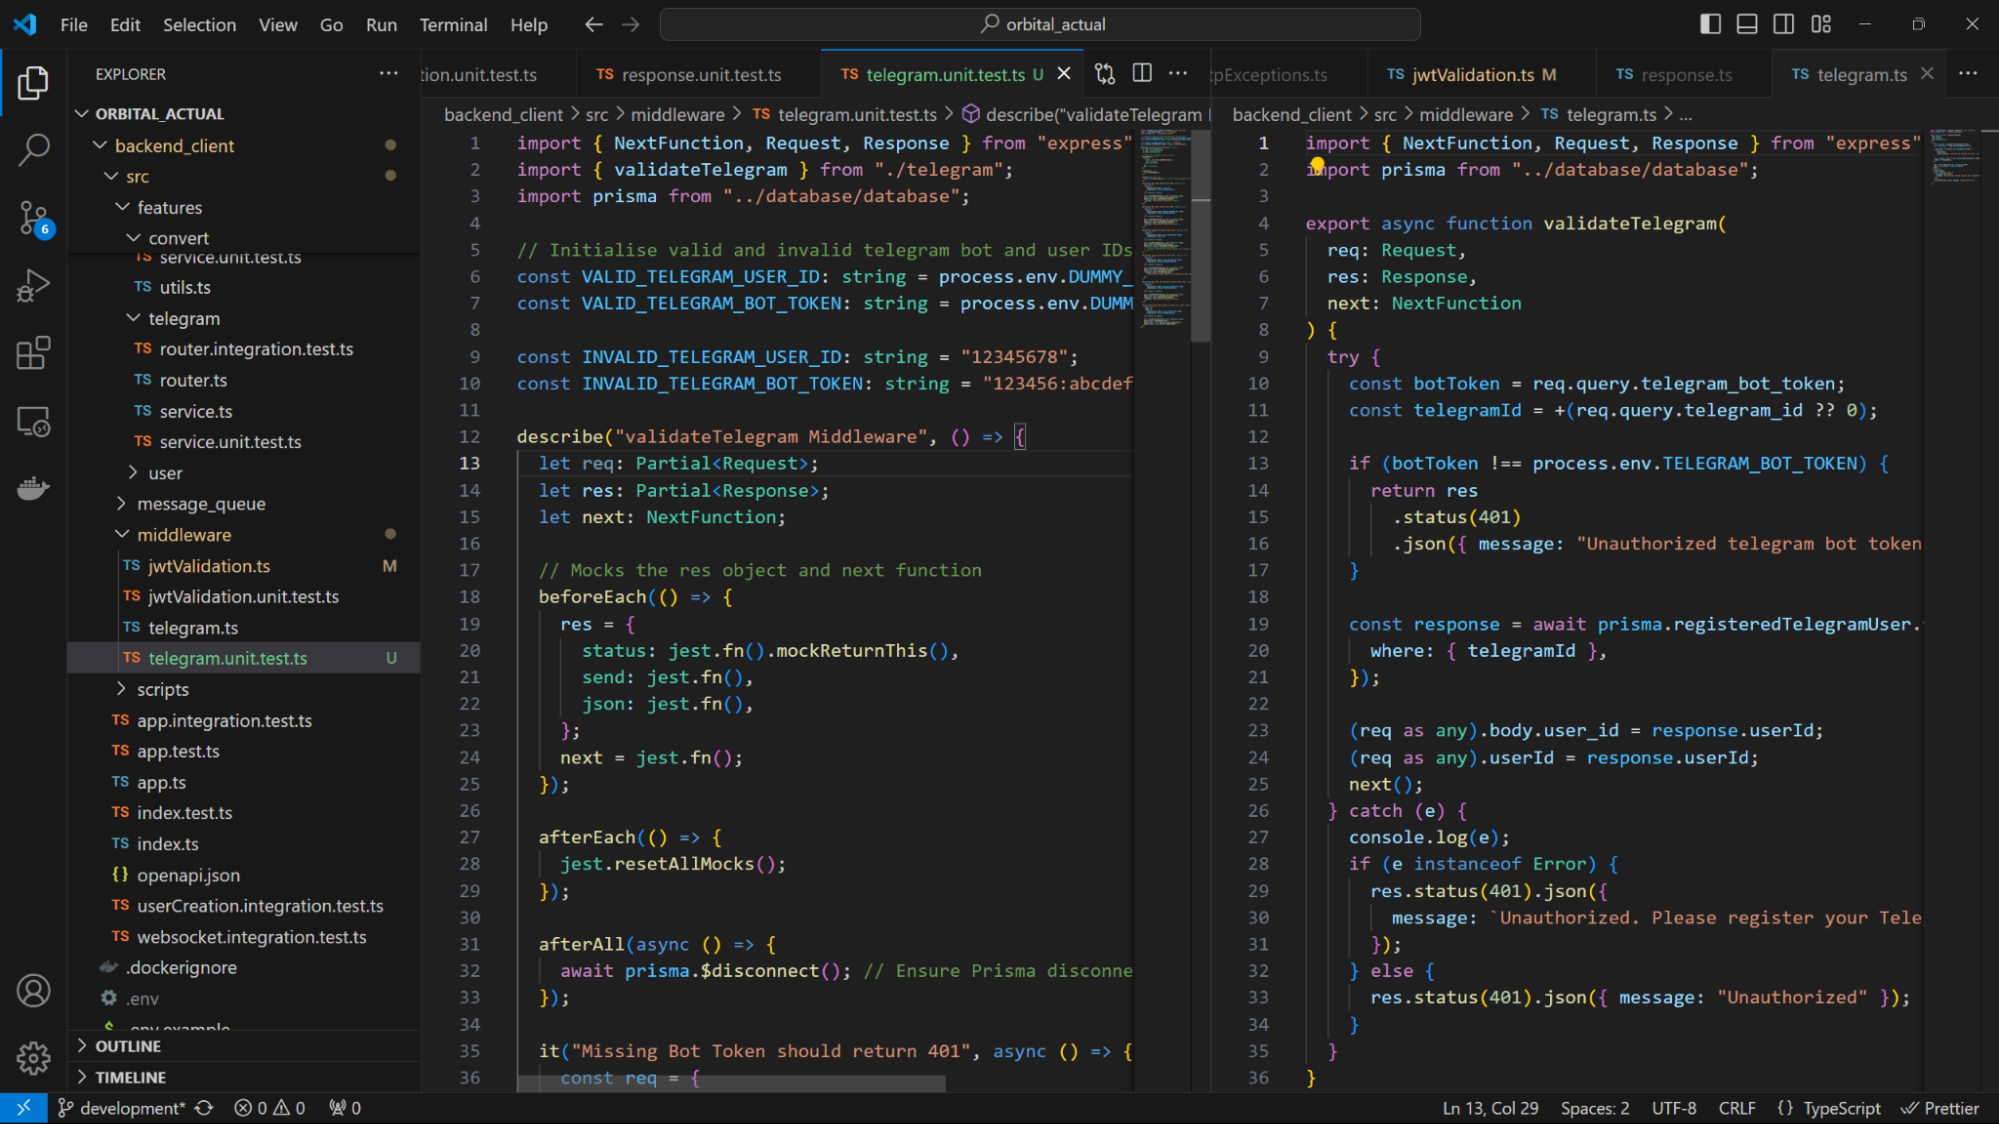 File Edit Selection View Go Run Terminal Help orbital_actual
EXPLORER
ORBITAL_ACTUAL
backend_client
src
features
convert
TS service.unit.test.ts
TS utils.ts
telegram
TS router.integration.test.ts
TS router.ts
TS service.ts
TS service.unit.test.ts
user
message_queue
middleware
TS jwtValidation.ts M
TS jwtValidation.unit.test.ts
TS telegram.ts
TS telegram.unit.test.ts U
scripts
TS app.integration.test.ts
TS app.test.ts
TS app.ts
TS index.test.ts
TS index.ts
{} openapi.json
TS userCreation.integration.test.ts
TS websocket.integration.test.ts
.dockerignore
.env
$ .env.example
OUTLINE
TIMELINE
6
tion.unit.test.ts TS response.unit.test.ts TS telegram.unit.test.ts U
backend_client > src > middleware > TS telegram.unit.test.ts > describe("validateTelegram
1 import { NextFunction, Request, Response } from "express"
2 import { validateTelegram } from "./telegram";
3 import prisma from "../database/database";
4
5 // Initialise valid and invalid telegram bot and user IDs
6 const VALID_TELEGRAM_USER_ID: string = process.env.DUMMY_
7 const VALID_TELEGRAM_BOT_TOKEN: string = process.env.DUMM
8
9 const INVALID_TELEGRAM_USER_ID: string = "12345678";
10 const INVALID_TELEGRAM_BOT_TOKEN: string = "123456:abcdef
11
12 describe("validateTelegram Middleware", () => {
13 let req: Partial<Request>;
14 let res: Partial<Response>;
15 let next: NextFunction;
16
17 // Mocks the res object and next function
18 beforeEach(() => {
19 res = {
20 status: jest.fn().mockReturnThis(),
21 send: jest.fn(),
22 json: jest.fn(),
23 };
24 next = jest.fn();
25 });
26
27 afterEach(() => {
28 jest.resetAllMocks();
29 });
30
31 afterAll(async () => {
32 await prisma.$disconnect(); // Ensure Prisma disconne
33 });
34
35 it("Missing Bot Token should return 401", async () => {
36 const req = {
pExceptions.ts TS jwtValidation.ts M TS response.ts TS telegram.ts
backend_client > src > middleware > TS telegram.ts > ...
1 import { NextFunction, Request, Response } from "express"
2 import prisma from "../database/database";
3
4 export async function validateTelegram(
5 req: Request,
6 res: Response,
7 next: NextFunction
8 ) {
9 try {
10 const botToken = req.query.telegram_bot_token;
11 const telegramId = +(req.query.telegram_id ?? 0);
12
13 if (botToken !== process.env.TELEGRAM_BOT_TOKEN) {
14 return res
15 .status(401)
16 .json({ message: "Unauthorized telegram bot token
17 }
18
19 const response = await prisma.registeredTelegramUser.
20 where: { telegramId },
21 });
22
23 (req as any).body.user_id = response.userId;
24 (req as any).userId = response.userId;
25 next();
26 } catch (e) {
27 console.log(e);
28 if (e instanceof Error) {
29 res.status(401).json({
30 message: `Unauthorized. Please register your Tele
31 });
32 } else {
33 res.status(401).json({ message: "Unauthorized" });
34 }
35 }
36 }
development* 0 0 0 Ln 13, Col 29 Spaces: 2 UTF-8 CRLF {} TypeScript Prettier